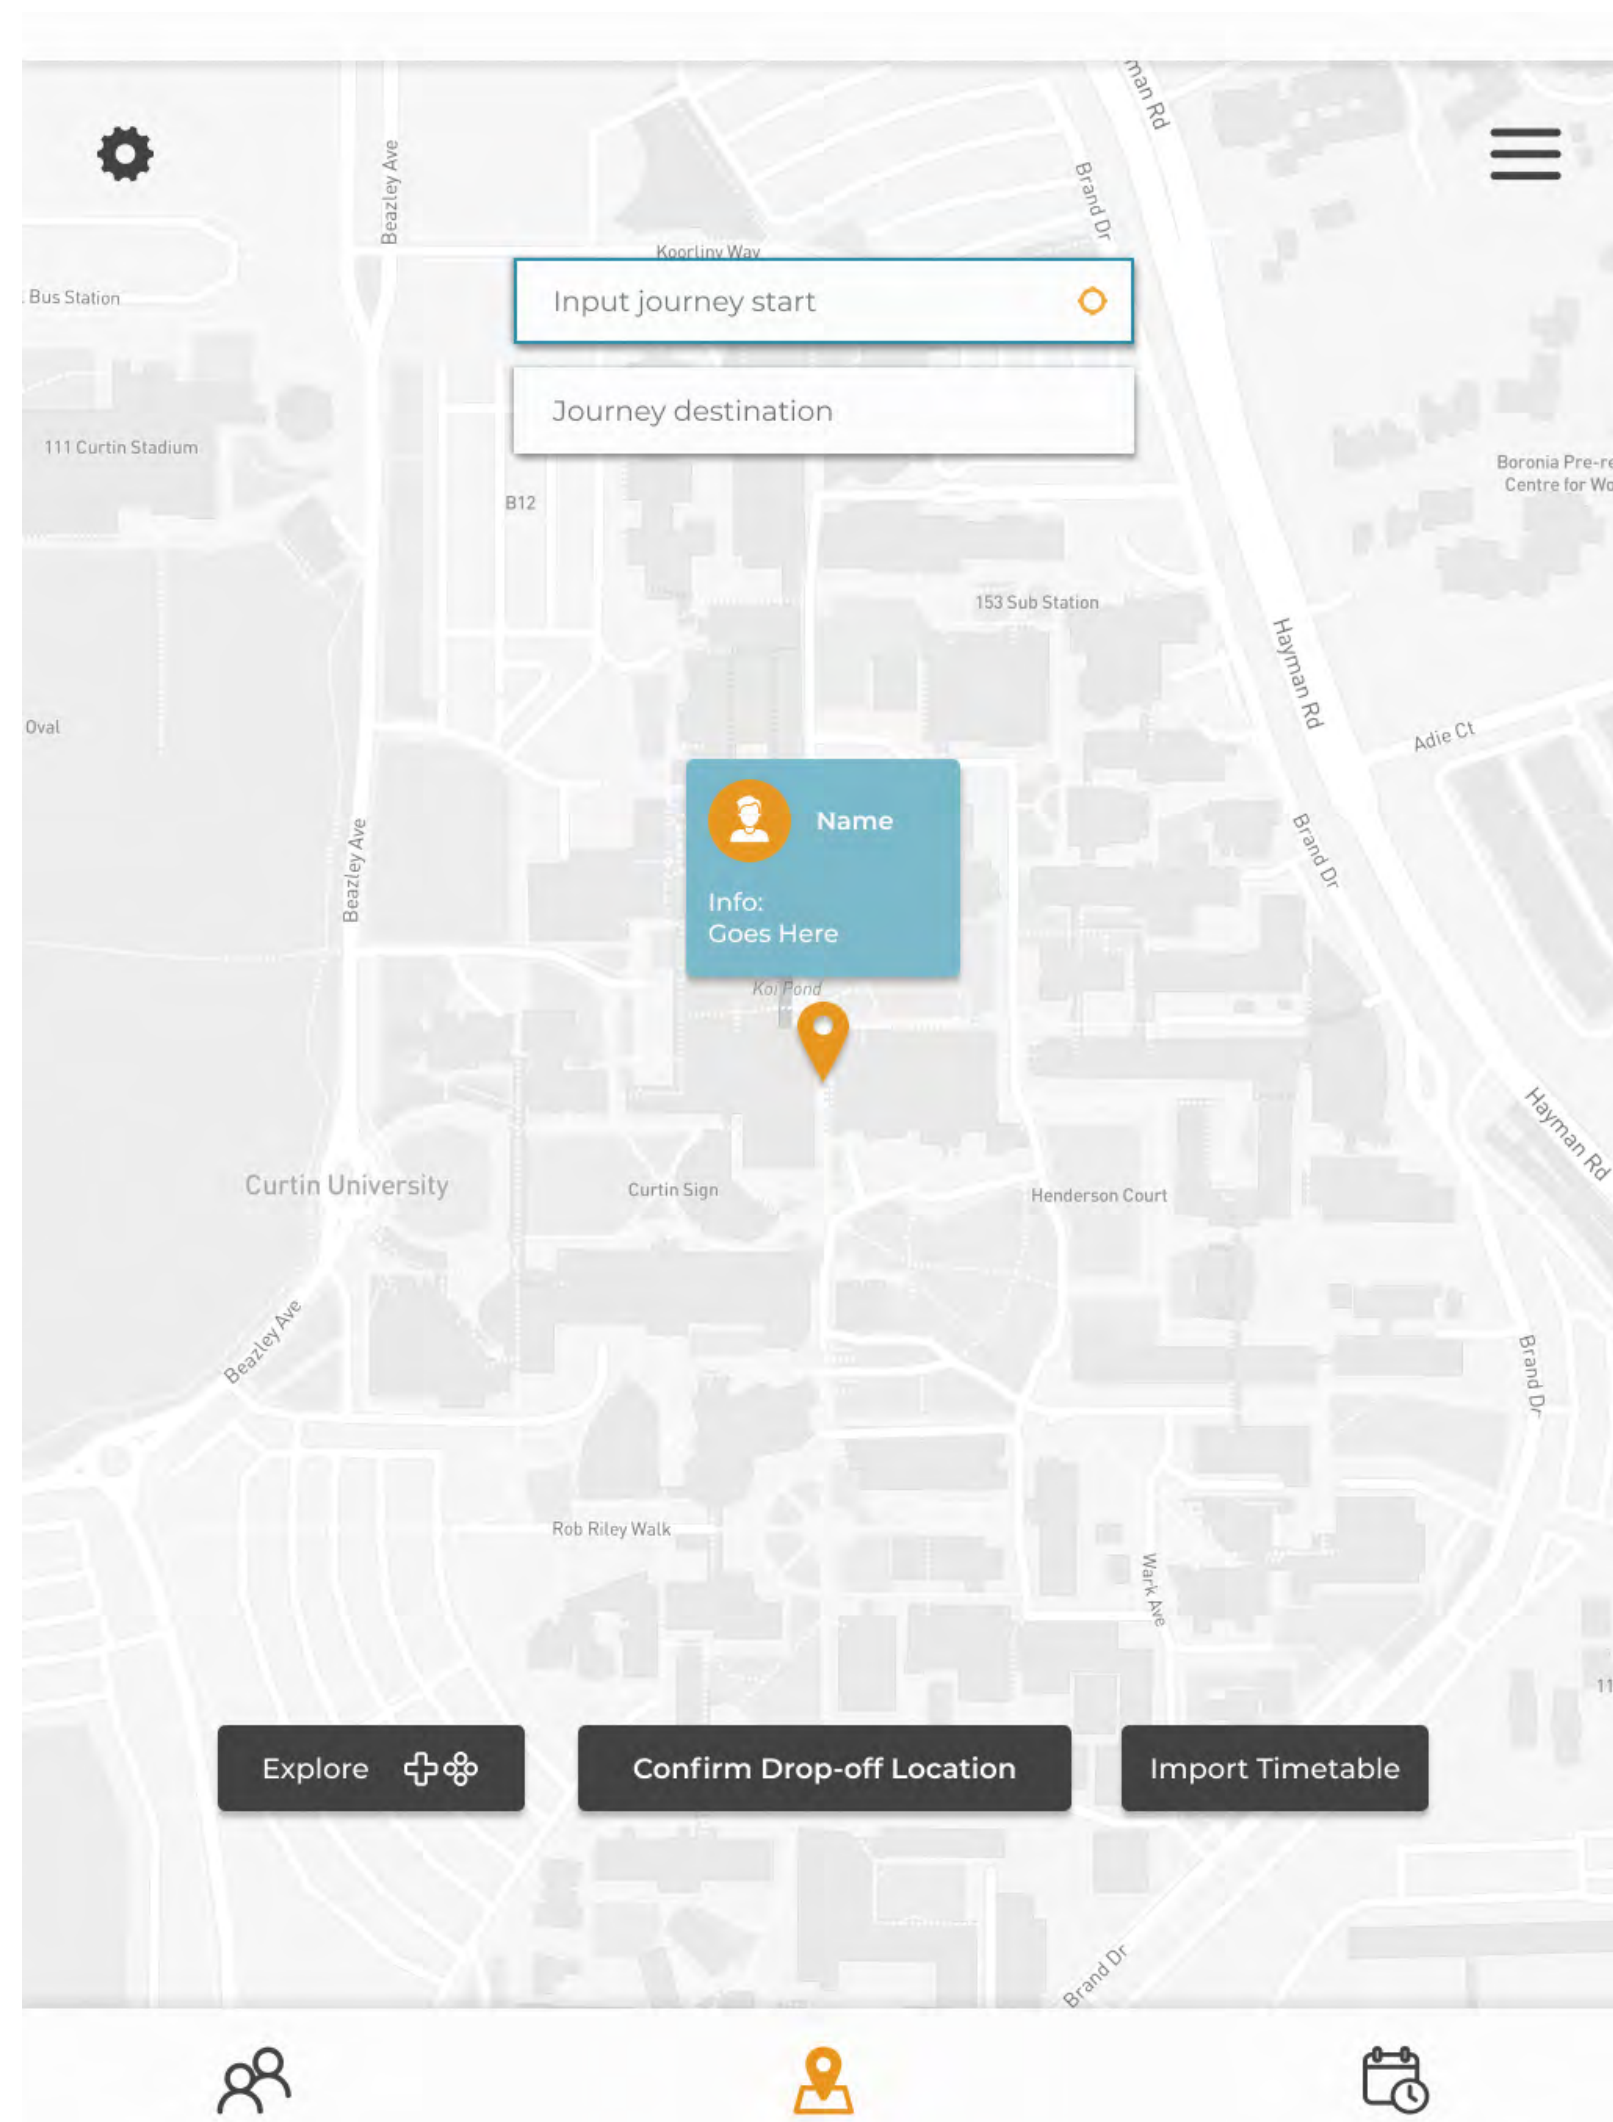 man Rd
Beazley Ave
Brand Dr
Koorliny Way
Input journey start
Bus Station
Journey destination
111 Curtin Stadium
Boronia Pre-re
Centre for Wo
B12
153 Sub Station
Hayman Rd
Oval
Adie Ct
Name
Beazley Ave
Brand Dr
Info:
Goes Here
Koi Pond
Hayman Rd
Curtin University
Curtin Sign
Henderson Court
Beazley Ave
Brand Dr
Rob Riley Walk
Wark Ave
11
Explore
Confirm Drop-off Location
Import Timetable
Brand Dr